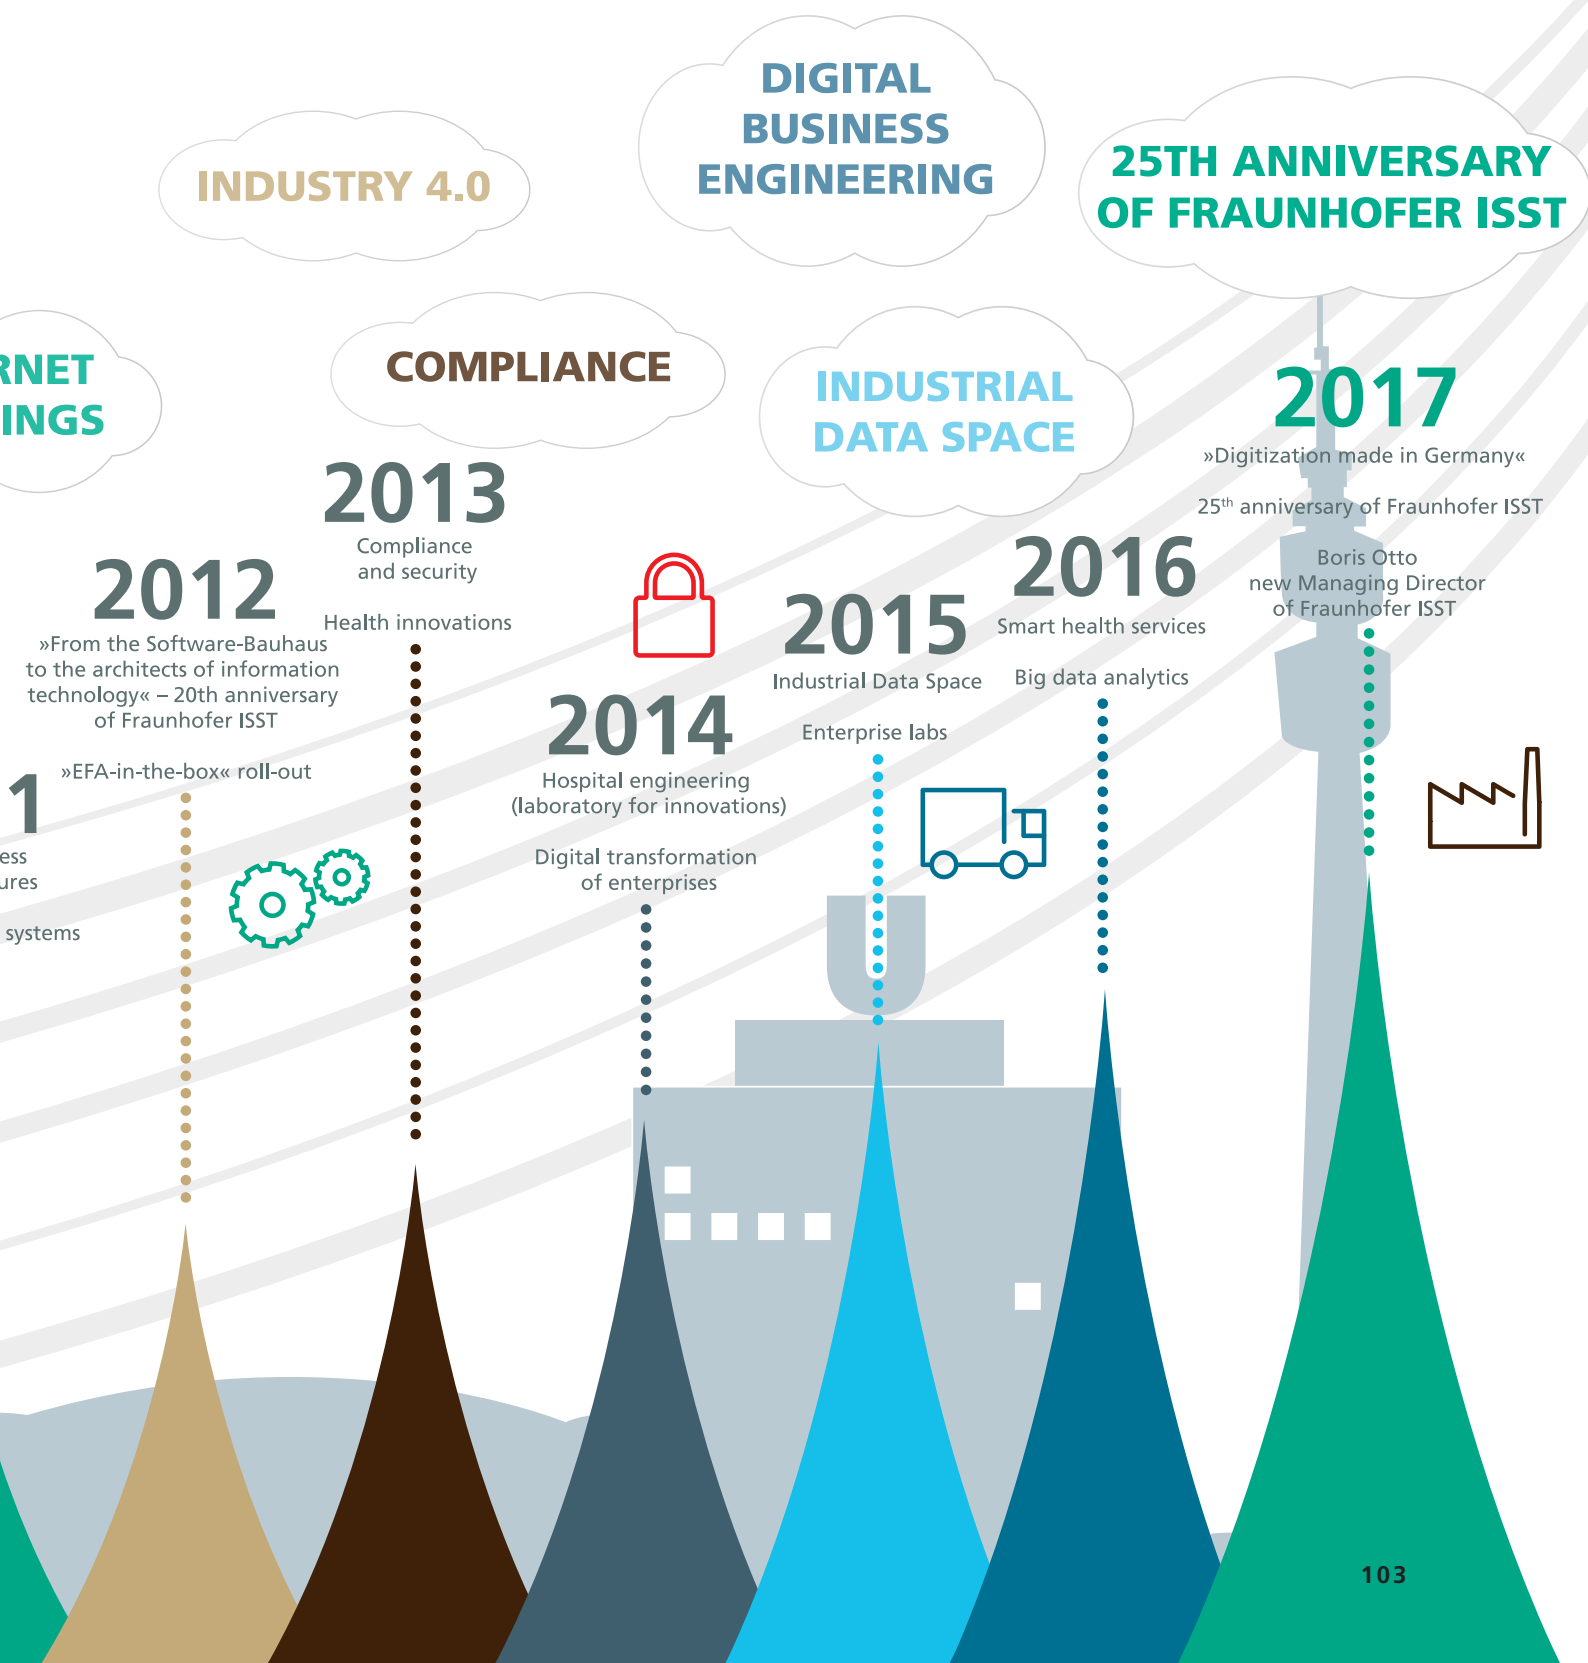 DIGITAL
BUSINESS
ENGINEERING
25TH ANNIVERSARY
OF FRAUNHOFER ISST
INDUSTRY 4.0
COMPLIANCE
INDUSTRIAL
DATA SPACE
RNET
INGS
2017
»Digitization made in Germany«
25th anniversary of Fraunhofer ISST
Boris Otto
new Managing Director
of Fraunhofer ISST
2013
Compliance
and security
Health innovations
2016
Smart health services
Big data analytics
2012
»From the Software-Bauhaus
to the architects of information
technology« – 20th anniversary
of Fraunhofer ISST
»EFA-in-the-box« roll-out
2015
Industrial Data Space
Enterprise labs
2014
Hospital engineering
(laboratory for innovations)
Digital transformation
of enterprises
1
ess
ures
systems
103